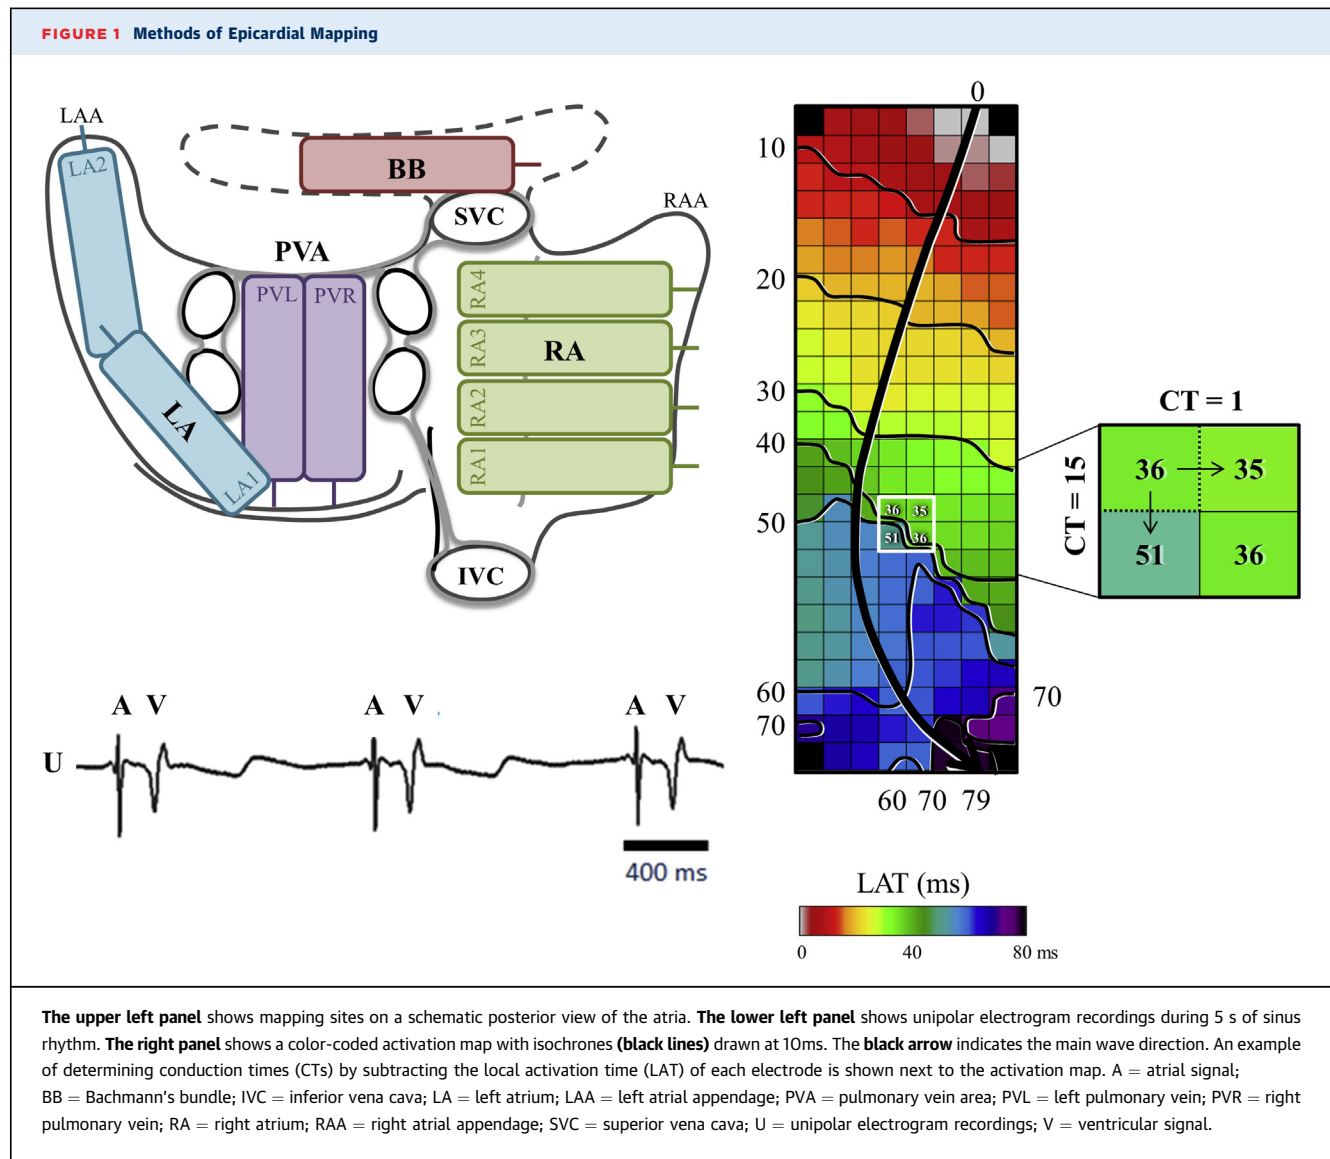 FIGURE 1 Methods of Epicardial Mapping
LAA
LA2
BB
SVC
RAA
PVA
PVL
PVR
RA4
RA3
RA
RA2
RA1
LA
LA1
IVC
A V
A V
A V
U
400 ms
0
10
20
30
40
50
60
70
36 35
51 36
70
60 70 79
CT = 1
CT = 15
36 35
51 36
LAT (ms)
0 40 80 ms
The upper left panel shows mapping sites on a schematic posterior view of the atria. The lower left panel shows unipolar electrogram recordings during 5 s of sinus
rhythm. The right panel shows a color-coded activation map with isochrones (black lines) drawn at 10ms. The black arrow indicates the main wave direction. An example
of determining conduction times (CTs) by subtracting the local activation time (LAT) of each electrode is shown next to the activation map. A = atrial signal;
BB = Bachmann's bundle; IVC = inferior vena cava; LA = left atrium; LAA = left atrial appendage; PVA = pulmonary vein area; PVL = left pulmonary vein; PVR = right
pulmonary vein; RA = right atrium; RAA = right atrial appendage; SVC = superior vena cava; U = unipolar electrogram recordings; V = ventricular signal.